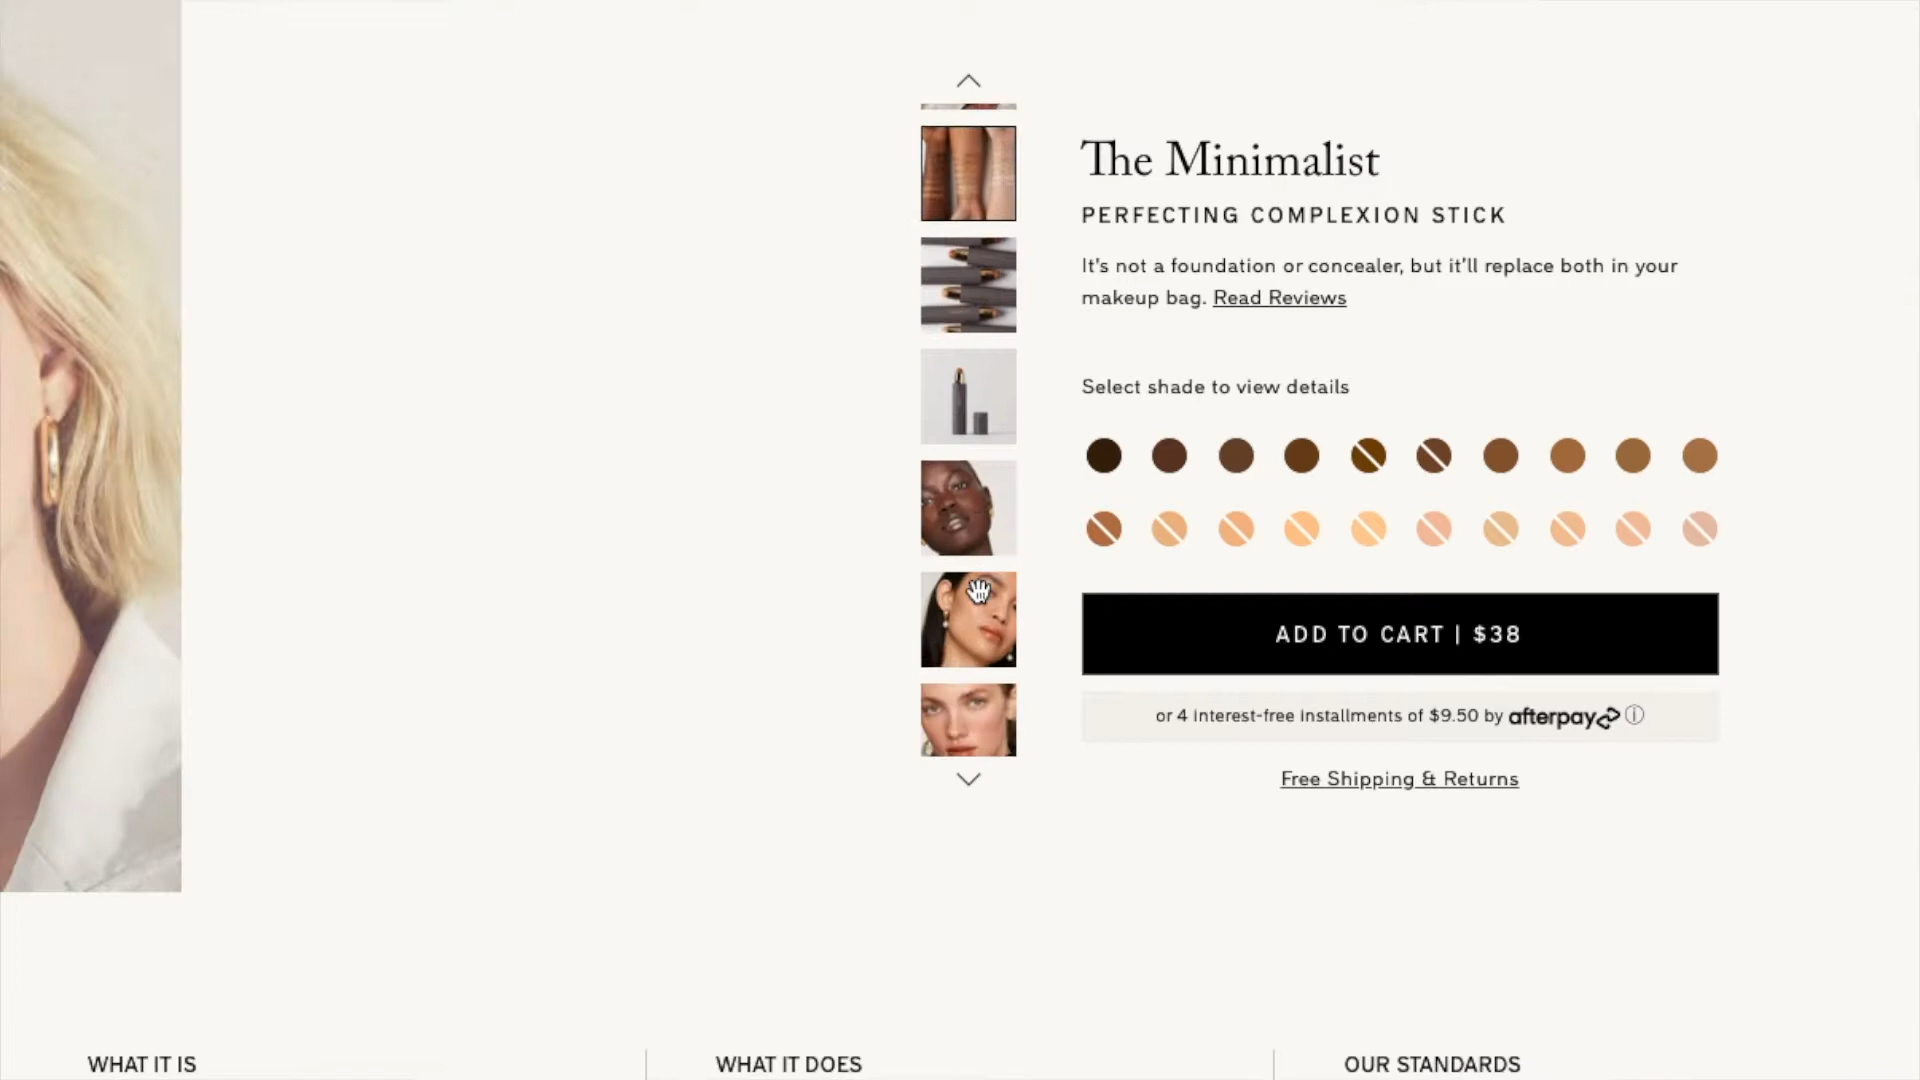 The Minimalist
PERFECTING COMPLEXION STICK
It's not a foundation or concealer, but it'll replace both in your
makeup bag. Read Reviews
Select shade to view details
ADD TO CART | $38
or 4 interest-free installments of $9.50 by afterpay
Free Shipping & Returns
WHAT IT IS
WHAT IT DOES
OUR STANDARDS